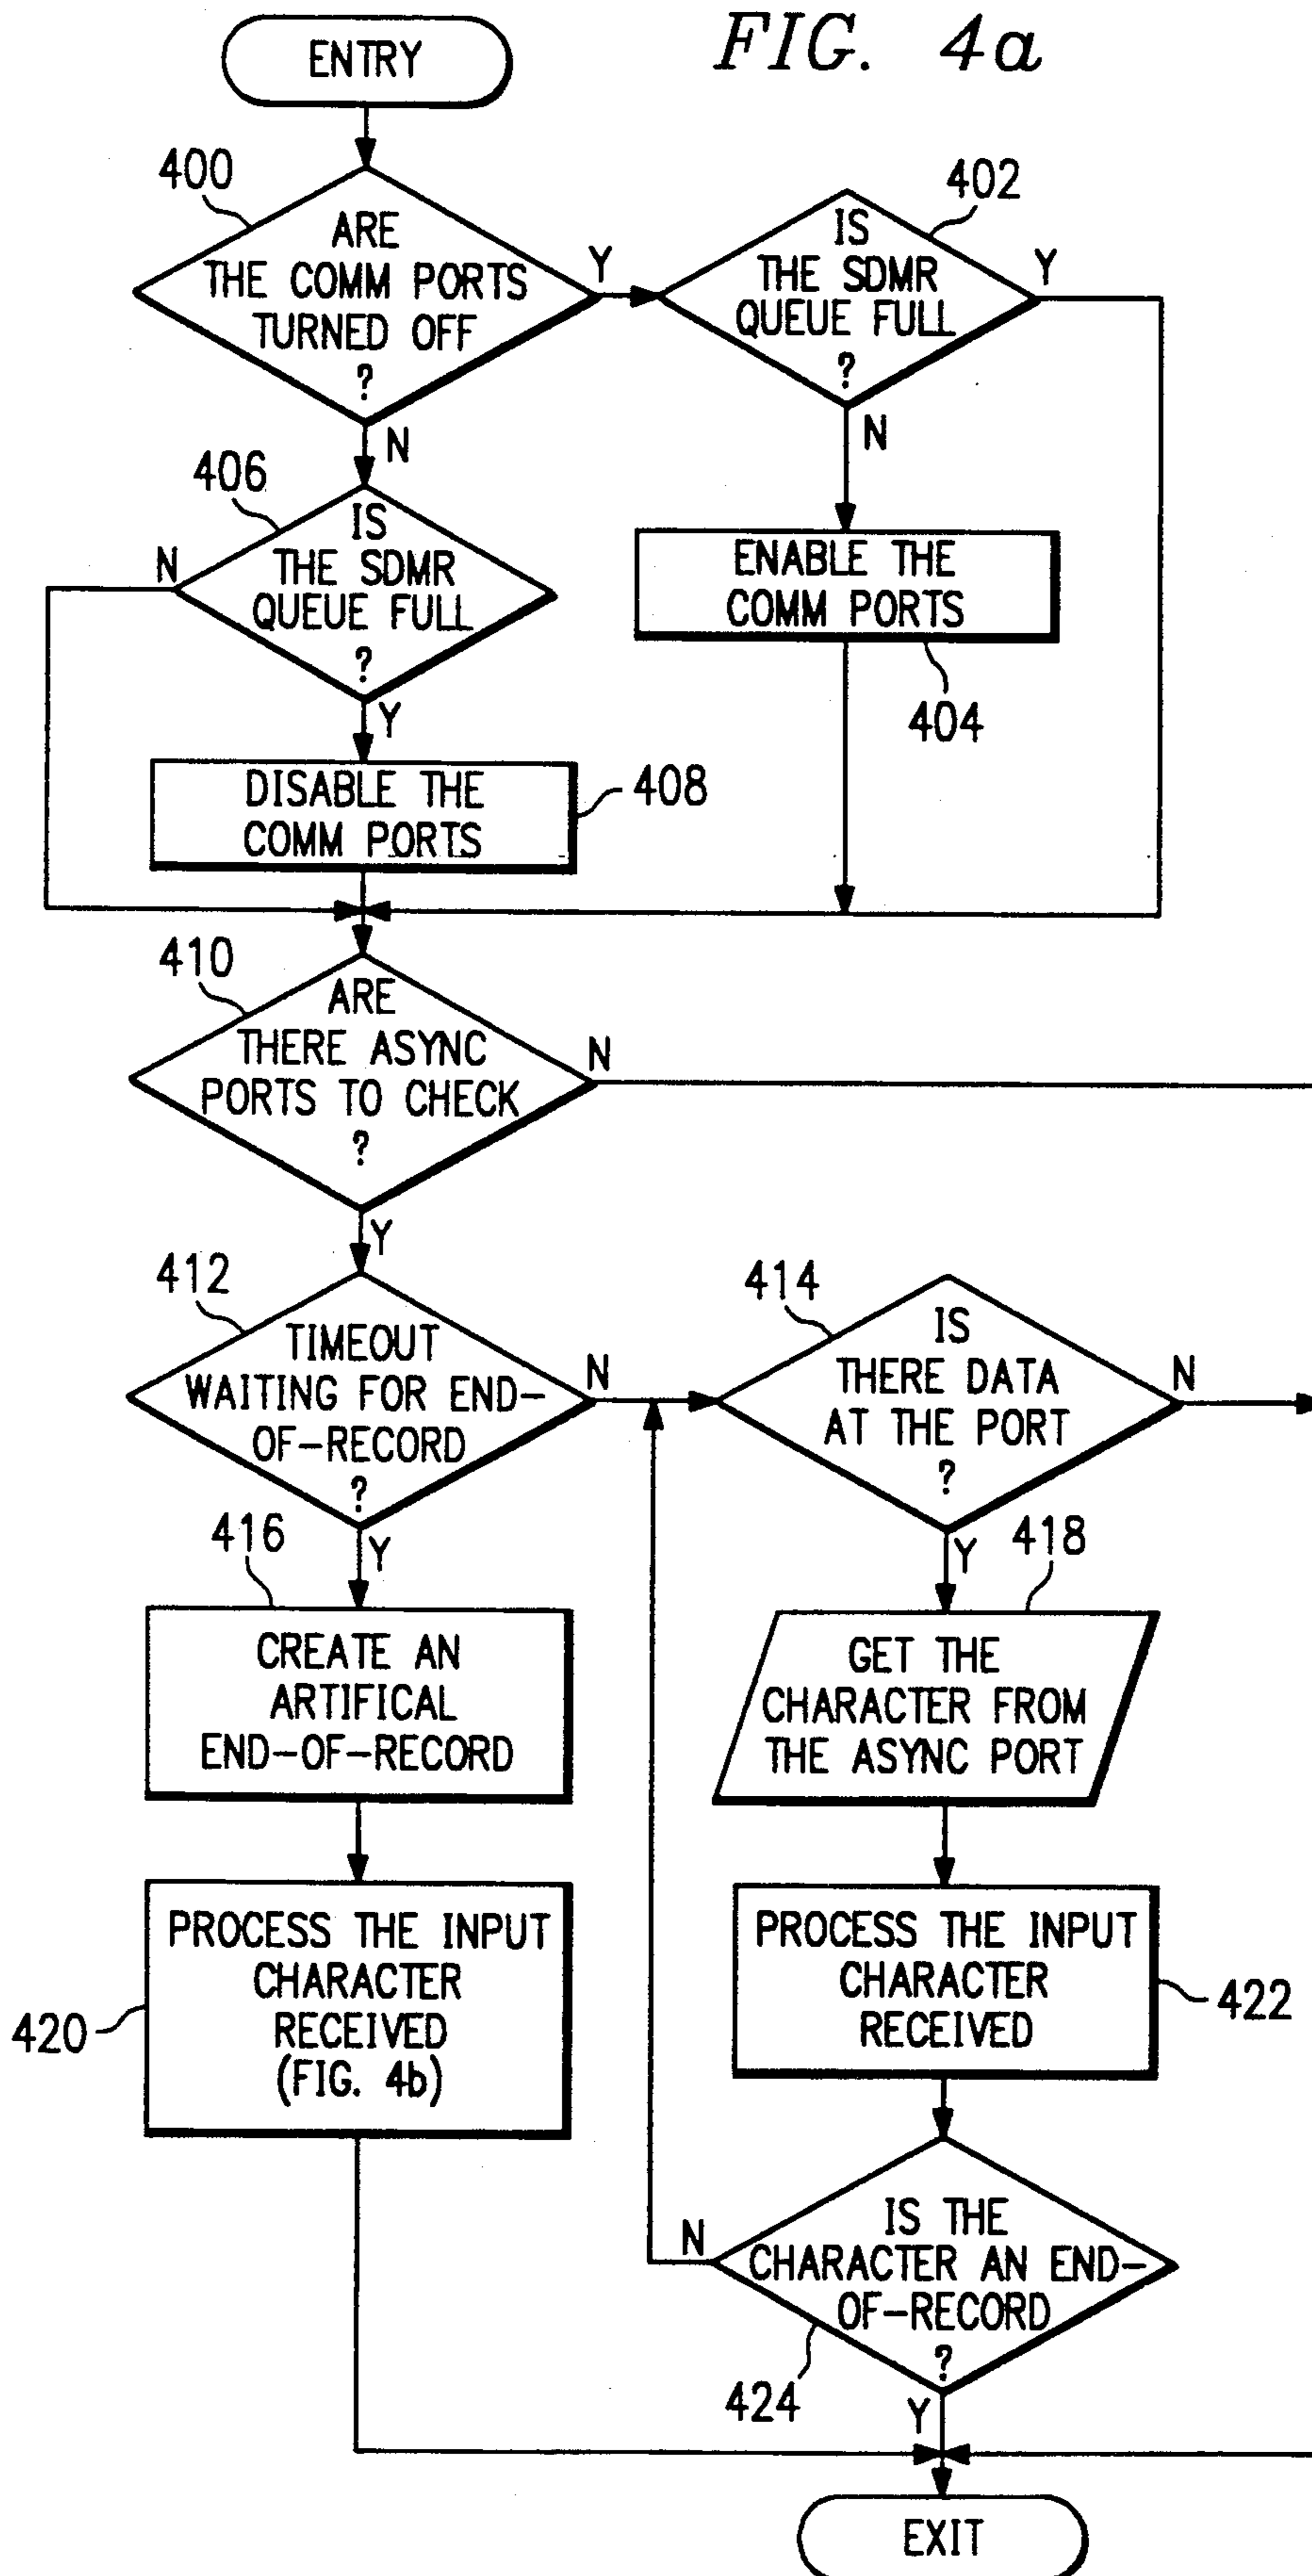 FIG. 4a
ENTRY
400
ARE
THE COMM PORTS
TURNED OFF
?
Y
N
402
IS
THE SDMR
QUEUE FULL
?
Y
N
ENABLE THE
COMM PORTS
404
406
IS
THE SDMR
QUEUE FULL
?
N
Y
DISABLE THE
COMM PORTS
408
410
ARE
THERE ASYNC
PORTS TO CHECK
?
N
Y
412
TIMEOUT
WAITING FOR END-
OF-RECORD
?
N
Y
414
IS
THERE DATA
AT THE PORT
?
N
Y
416
CREATE AN
ARTIFICAL
END-OF-RECORD
418
GET THE
CHARACTER FROM
THE ASYNC PORT
420
PROCESS THE INPUT
CHARACTER
RECEIVED
(FIG. 4b)
PROCESS THE INPUT
CHARACTER
RECEIVED
422
N
IS THE
CHARACTER AN END-
OF-RECORD
?
424
Y
EXIT